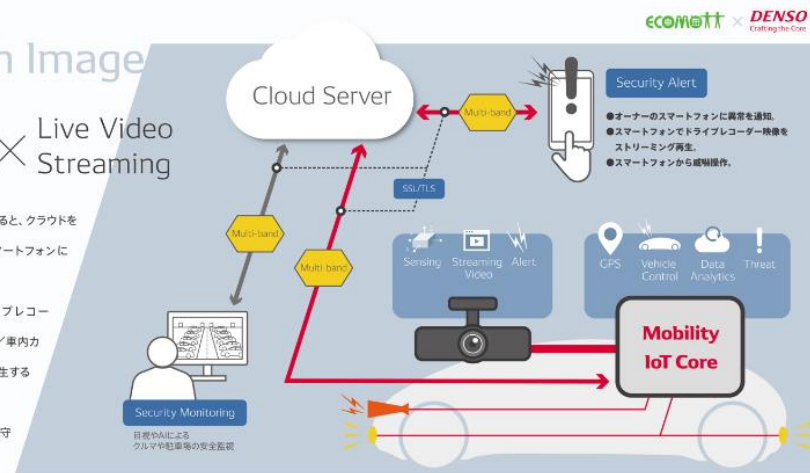 ecomott × DENSO
Crafting the Core
n Image
× Live Video
Streaming
ると、クラウドを
ートフォンに
ブレコー
／車内カ
生する
守
Cloud Server
Multi-band
Security Alert
●オーナーのスマートフォンに異常を通知。
●スマートフォンでドライブレコーダー映像を
ストリーミング再生。
●スマートフォンから威嚇操作。
SSL/TLS
Multi-band
Multi-band
Sensing
Streaming
Video
Alert
GPS
Vehicle
Control
Data
Analytics
Threat
Mobility
IoT Core
Security Monitoring
目視やAIによる
クルマや駐車場の安全監視